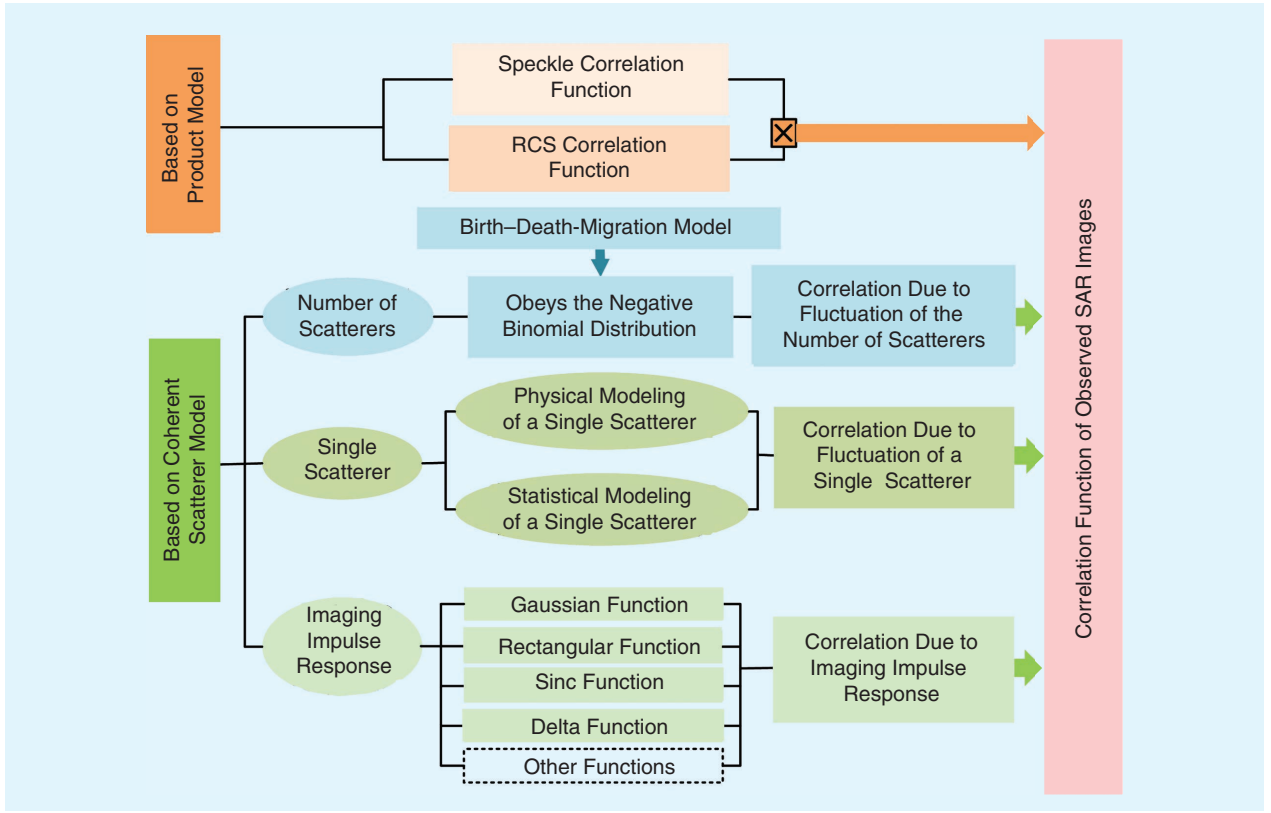 Based on
Product Model
Speckle Correlation
Function
RCS Correlation
Function
Birth–Death-Migration Model
Number of
Scatterers
Obeys the Negative
Binomial Distribution
Correlation Due to
Fluctuation of the
Number of Scatterers
Based on Coherent
Scatterer Model
Single
Scatterer
Physical Modeling
of a Single Scatterer
Statistical Modeling
of a Single Scatterer
Correlation Due to
Fluctuation of a
Single Scatterer
Imaging
Impulse
Response
Gaussian Function
Rectangular Function
Sinc Function
Delta Function
Other Functions
Correlation Due to
Imaging Impulse
Response
Correlation Function of Observed SAR Images